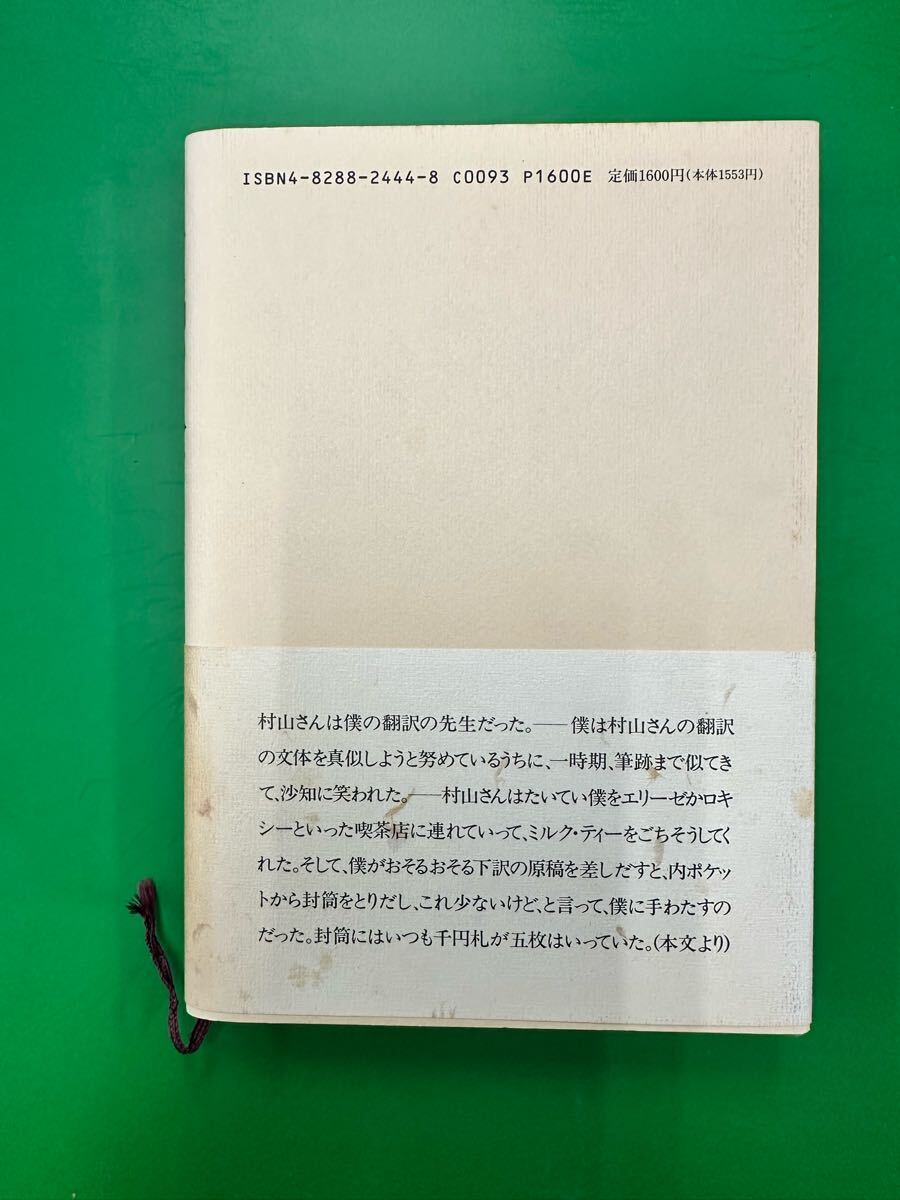 ISBN4-8288-2444-8 C0093 P1600E 定価1600円(本体1553円)
村山さんは僕の翻訳の先生だった。――僕は村山さんの翻訳
の文体を真似しようと努めているうちに、一時期、筆跡まで似てき
て、沙知に笑われた。――村山さんはたいてい僕をエリーゼかロキ
シーといった喫茶店に連れていって、ミルク・ティーをごちそうしてく
れた。そして、僕がおそるおそる下訳の原稿を差しだすと、内ポケッ
トから封筒をとりだし、これ少ないけど、と言って、僕に手わたすの
だった。封筒にはいつも千円札が五枚はいっていた。(本文より)